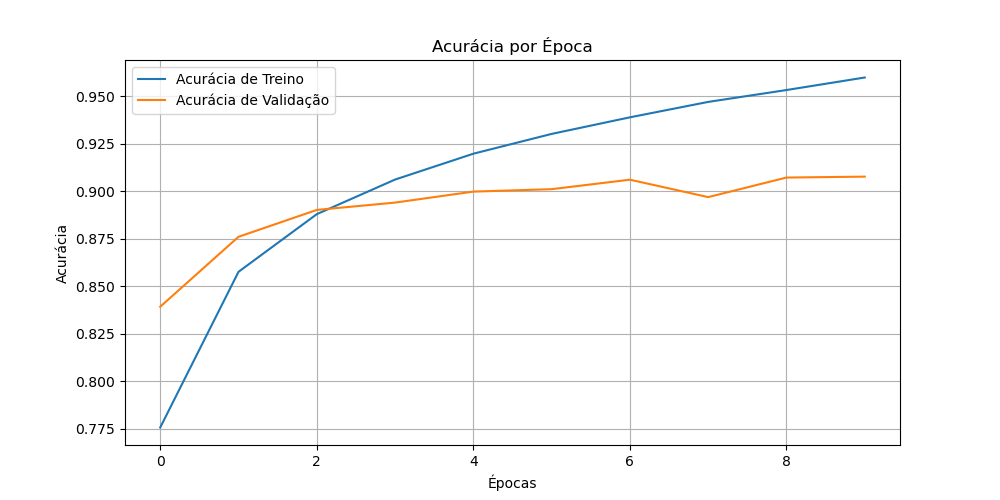 Acurácia por Época
Acurácia de Treino
Acurácia de Validação
0.950
0.925
0.900
0.875
0.850
0.825
0.800
0.775
Acurácia
0 2 4 6 8
Épocas